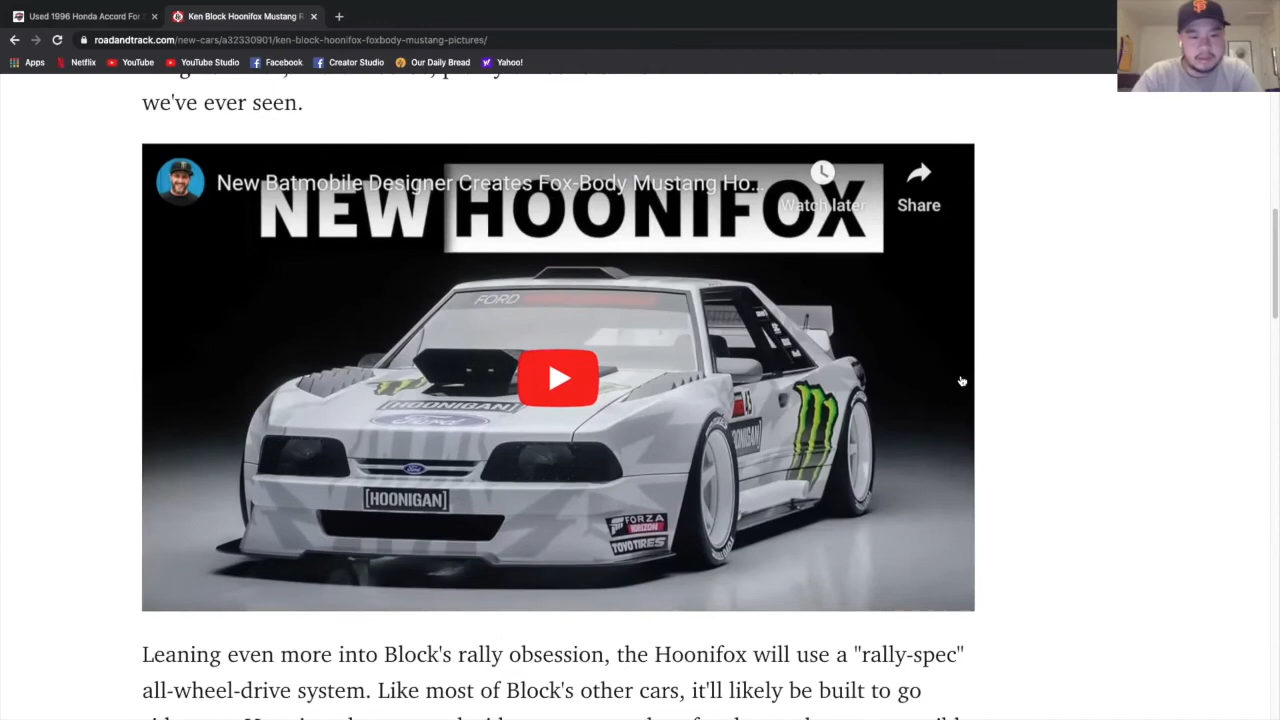 Used 1996 Honda Accord For
Ken Block Hoonifox Mustang R
roadandtrack.com/new-cars/a32330901/ken-block-hoonifox-foxbody-mustang-pictures/
Apps Netflix YouTube YouTube Studio Facebook Creator Studio Our Daily Bread Yahoo!
we've ever seen.
New Batmobile Designer Creates Fox-Body Mustang Ho...
Watch later
Share
NEW HOONIFOX
FORD
HOONIGAN
Ford
43
Ford
[HOONIGAN]
FORZA
HORIZON
TOYO TIRES
Leaning even more into Block's rally obsession, the Hoonifox will use a "rally-spec"
all-wheel-drive system. Like most of Block's other cars, it'll likely be built to go